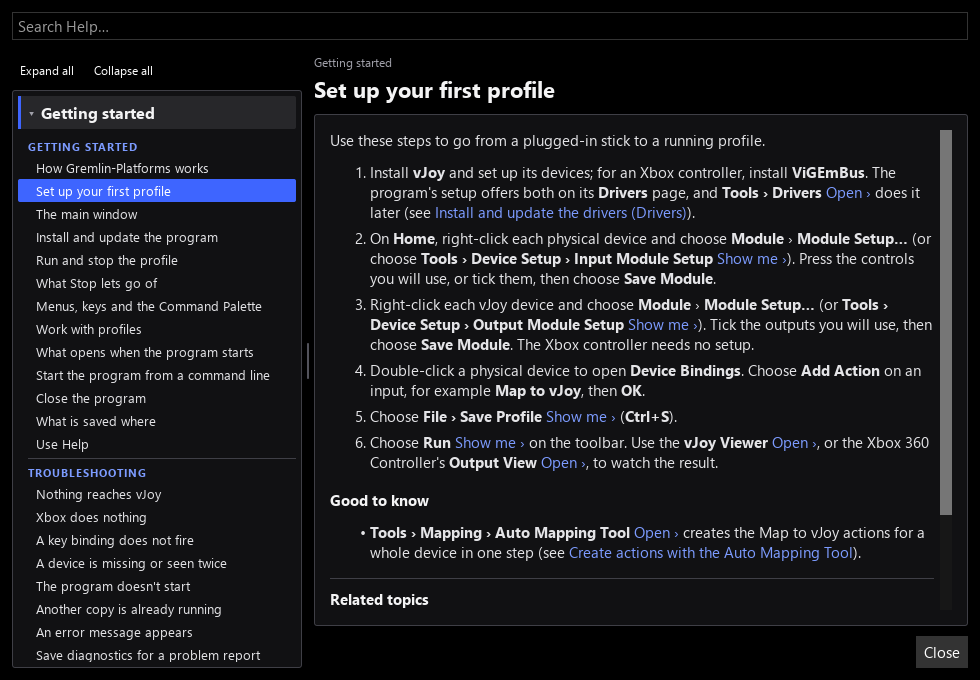 Search Help...
Expand all
Collapse all
Getting started
GETTING STARTED
How Gremlin-Platforms works
Set up your first profile
The main window
Install and update the program
Run and stop the profile
What Stop lets go of
Menus, keys and the Command Palette
Work with profiles
What opens when the program starts
Start the program from a command line
Close the program
What is saved where
Use Help
TROUBLESHOOTING
Nothing reaches vJoy
Xbox does nothing
A key binding does not fire
A device is missing or seen twice
The program doesn't start
Another copy is already running
An error message appears
Save diagnostics for a problem report
Getting started
Set up your first profile
Use these steps to go from a plugged-in stick to a running profile.
1. Install vJoy and set up its devices; for an Xbox controller, install ViGEmBus. The
program's setup offers both on its Drivers page, and Tools › Drivers Open › does it
later (see Install and update the drivers (Drivers)).
2. On Home, right-click each physical device and choose Module › Module Setup... (or
choose Tools › Device Setup › Input Module Setup Show me ›). Press the controls
you will use, or tick them, then choose Save Module.
3. Right-click each vJoy device and choose Module › Module Setup... (or Tools ›
Device Setup › Output Module Setup Show me ›). Tick the outputs you will use, then
choose Save Module. The Xbox controller needs no setup.
4. Double-click a physical device to open Device Bindings. Choose Add Action on an
input, for example Map to vJoy, then OK.
5. Choose File › Save Profile Show me › (Ctrl+S).
6. Choose Run Show me › on the toolbar. Use the vJoy Viewer Open ›, or the Xbox 360
Controller's Output View Open ›, to watch the result.
Good to know
• Tools › Mapping › Auto Mapping Tool Open › creates the Map to vJoy actions for a
whole device in one step (see Create actions with the Auto Mapping Tool).
Related topics
Close